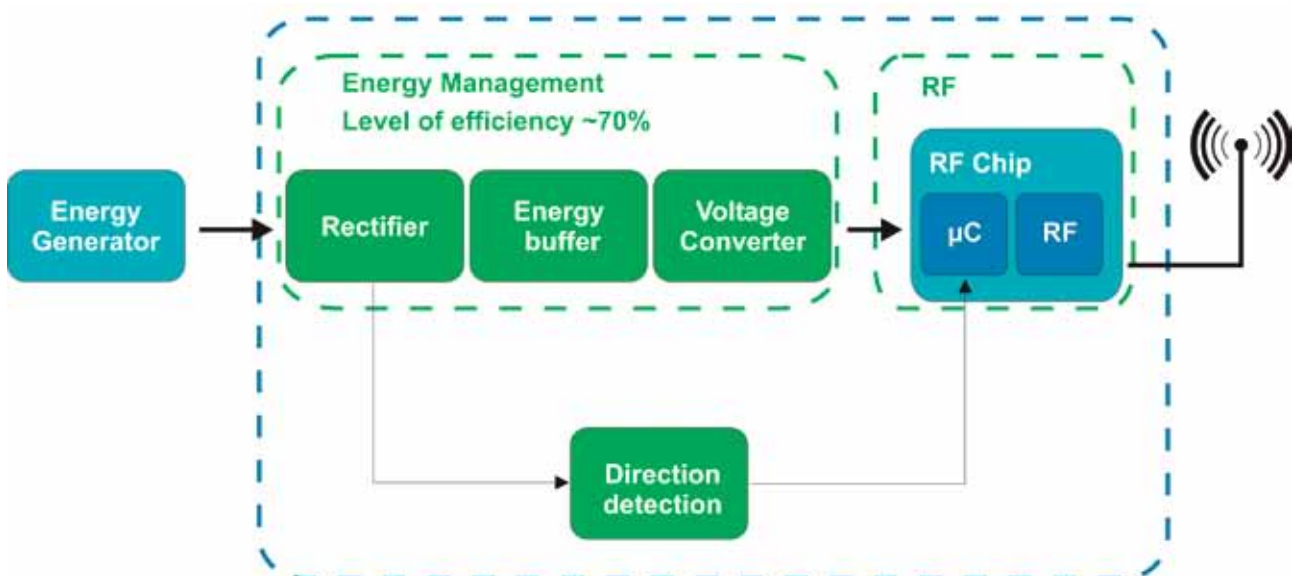 Energy Management
Level of efficiency ~70%
RF
RF Chip
Energy
Generator
Rectifier
Energy
buffer
Voltage
Converter
µC
RF
Direction
detection